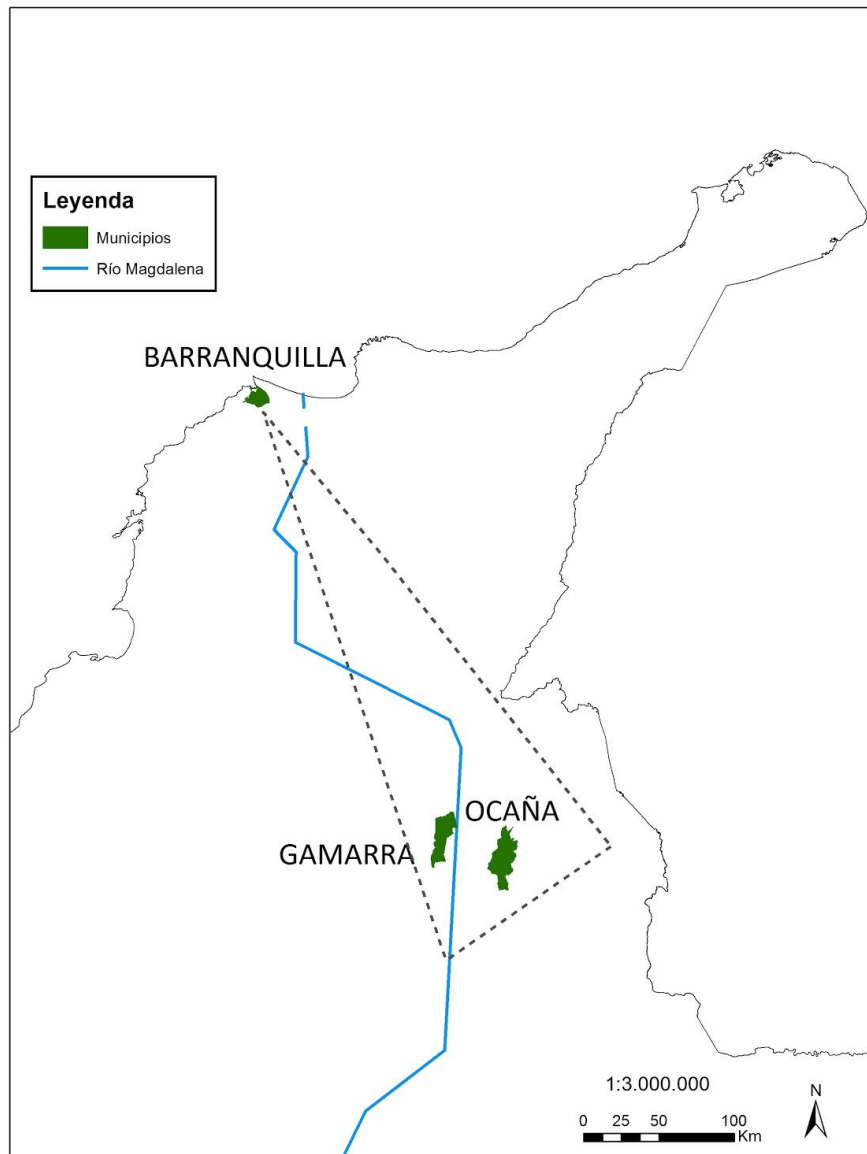 Leyenda
Municipios
Río Magdalena
BARRANQUILLA
OCAÑA
GAMARRA
1:3.000.000
N
0 25 50 100
Km